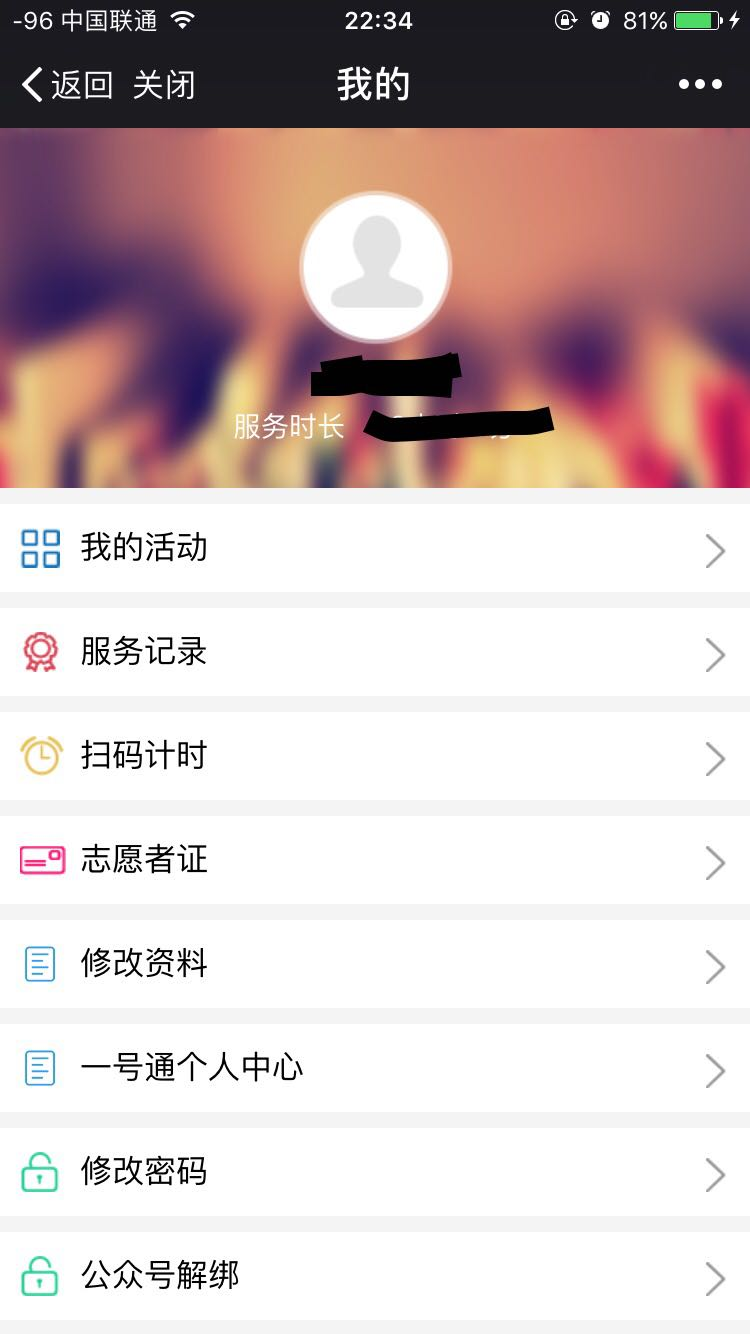 -96 中国联通 22:34 81%
返回 关闭 我的
服务时长
我的活动
服务记录
扫码计时
志愿者证
修改资料
一号通个人中心
修改密码
公众号解绑